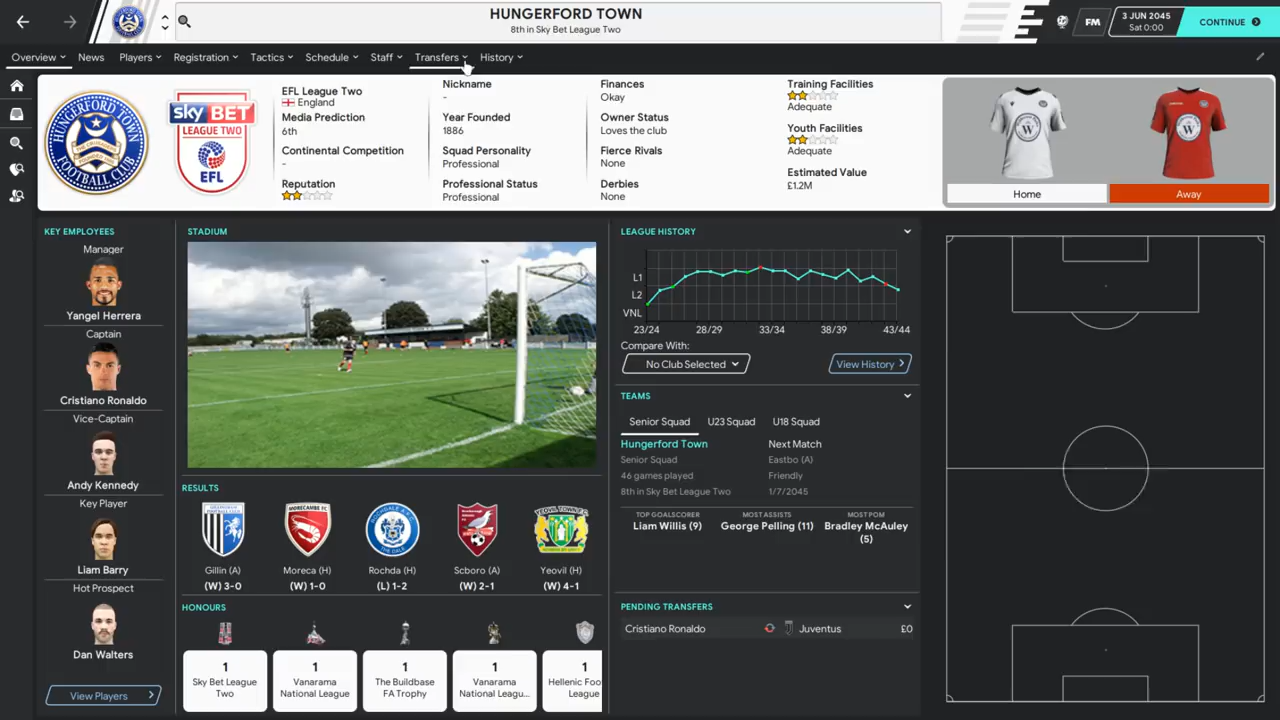 HUNGERFORD TOWN
8th in Sky Bet League Two
FM
3 JUN 2045
Sat 0:00
CONTINUE
Overview
News
Players
Registration
Tactics
Schedule
Staff
Transfers
History
HUNGERFORD TOWN
FOOTBALL CLUB
sky BET
LEAGUE TWO
EFL
EFL League Two
England
Media Prediction
6th
Continental Competition
-
Reputation
Nickname
-
Year Founded
1886
Squad Personality
Professional
Professional Status
Professional
Finances
Okay
Owner Status
Loves the club
Fierce Rivals
None
Derbies
None
Training Facilities
Adequate
Youth Facilities
Adequate
Estimated Value
£1.2M
W
W
Home
Away
KEY EMPLOYEES
Manager
Yangel Herrera
Captain
Cristiano Ronaldo
Vice-Captain
Andy Kennedy
Key Player
Liam Barry
Hot Prospect
Dan Walters
View Players
STADIUM
RESULTS
Gillin (A)
(W) 3-0
Moreca (H)
(W) 1-0
Rochda (H)
(L) 1-2
Scboro (A)
(W) 2-1
Yeovil (H)
(W) 4-1
HONOURS
1
Sky Bet League
Two
1
Vanarama
National League
1
The Buildbase
FA Trophy
1
Vanarama
National Leagu...
1
Hellenic Foo
League
LEAGUE HISTORY
L1
L2
VNL
23/24
28/29
33/34
38/39
43/44
Compare With:
No Club Selected
View History
TEAMS
Senior Squad
U23 Squad
U18 Squad
Hungerford Town
Senior Squad
46 games played
8th in Sky Bet League Two
Next Match
Eastbo (A)
Friendly
1/7/2045
TOP GOALSCORER
Liam Willis (9)
MOST ASSISTS
George Pelling (11)
MOST POM
Bradley McAuley
(5)
PENDING TRANSFERS
Cristiano Ronaldo
Juventus
£0